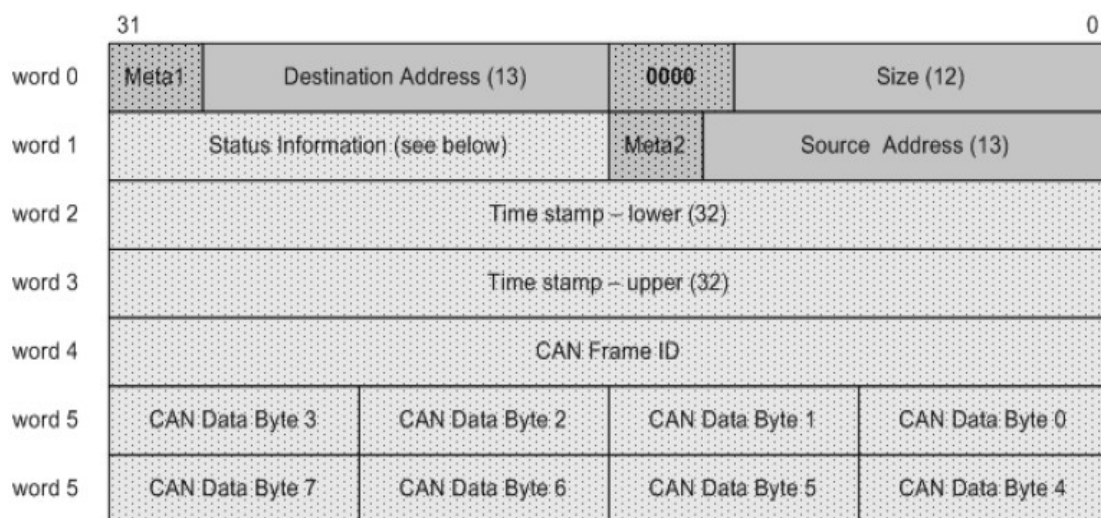 31 0
word 0 Meta1 Destination Address (13) 0000 Size (12)
word 1 Status Information (see below) Meta2 Source Address (13)
word 2 Time stamp – lower (32)
word 3 Time stamp – upper (32)
word 4 CAN Frame ID
word 5 CAN Data Byte 3 CAN Data Byte 2 CAN Data Byte 1 CAN Data Byte 0
word 5 CAN Data Byte 7 CAN Data Byte 6 CAN Data Byte 5 CAN Data Byte 4